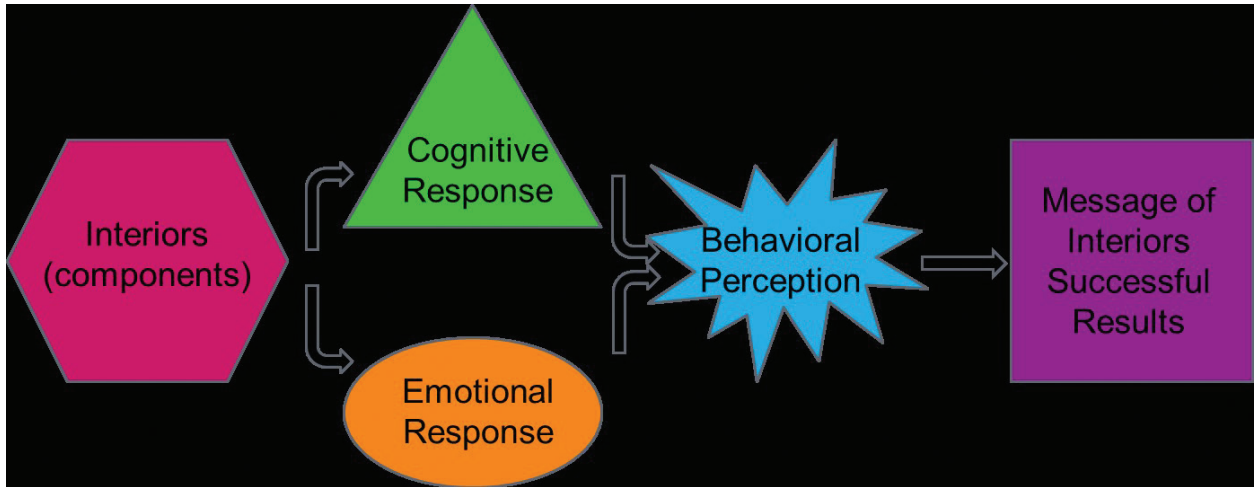 Interiors
(components)
Cognitive
Response
Emotional
Response
Behavioral
Perception
Message of
Interiors
Successful
Results